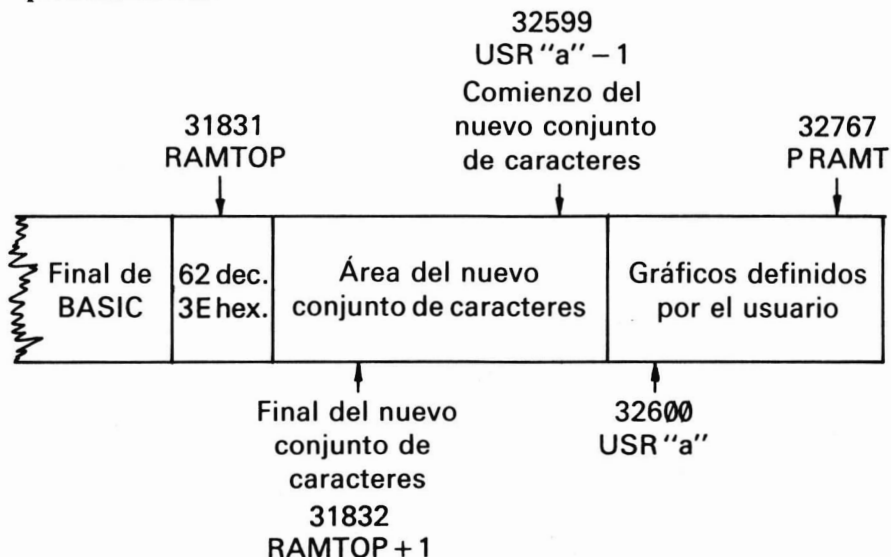 32599
USR "a" – 1
Comienzo del
nuevo conjunto
de caracteres
31831
RAMTOP
32767
P RAMT
Final de
BASIC
62 dec.
3E hex.
Área del nuevo
conjunto de caracteres
Gráficos definidos
por el usuario
Final del nuevo
conjunto de
caracteres
31832
RAMTOP + 1
32600
USR "a"